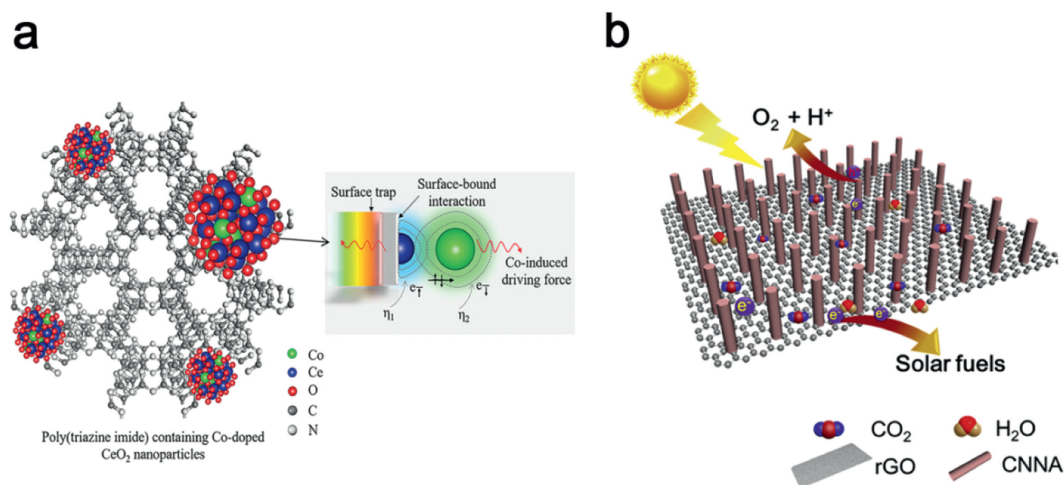 a
Surface trap
Surface-bound
interaction
Co-induced
driving force
e↑
e↓
η1
η2
Co
Ce
O
C
N
Poly(triazine imide) containing Co-doped
CeO2 nanoparticles
b
O2 + H+
e-
e-
e-
e-
Solar fuels
CO2
H2O
rGO
CNNA